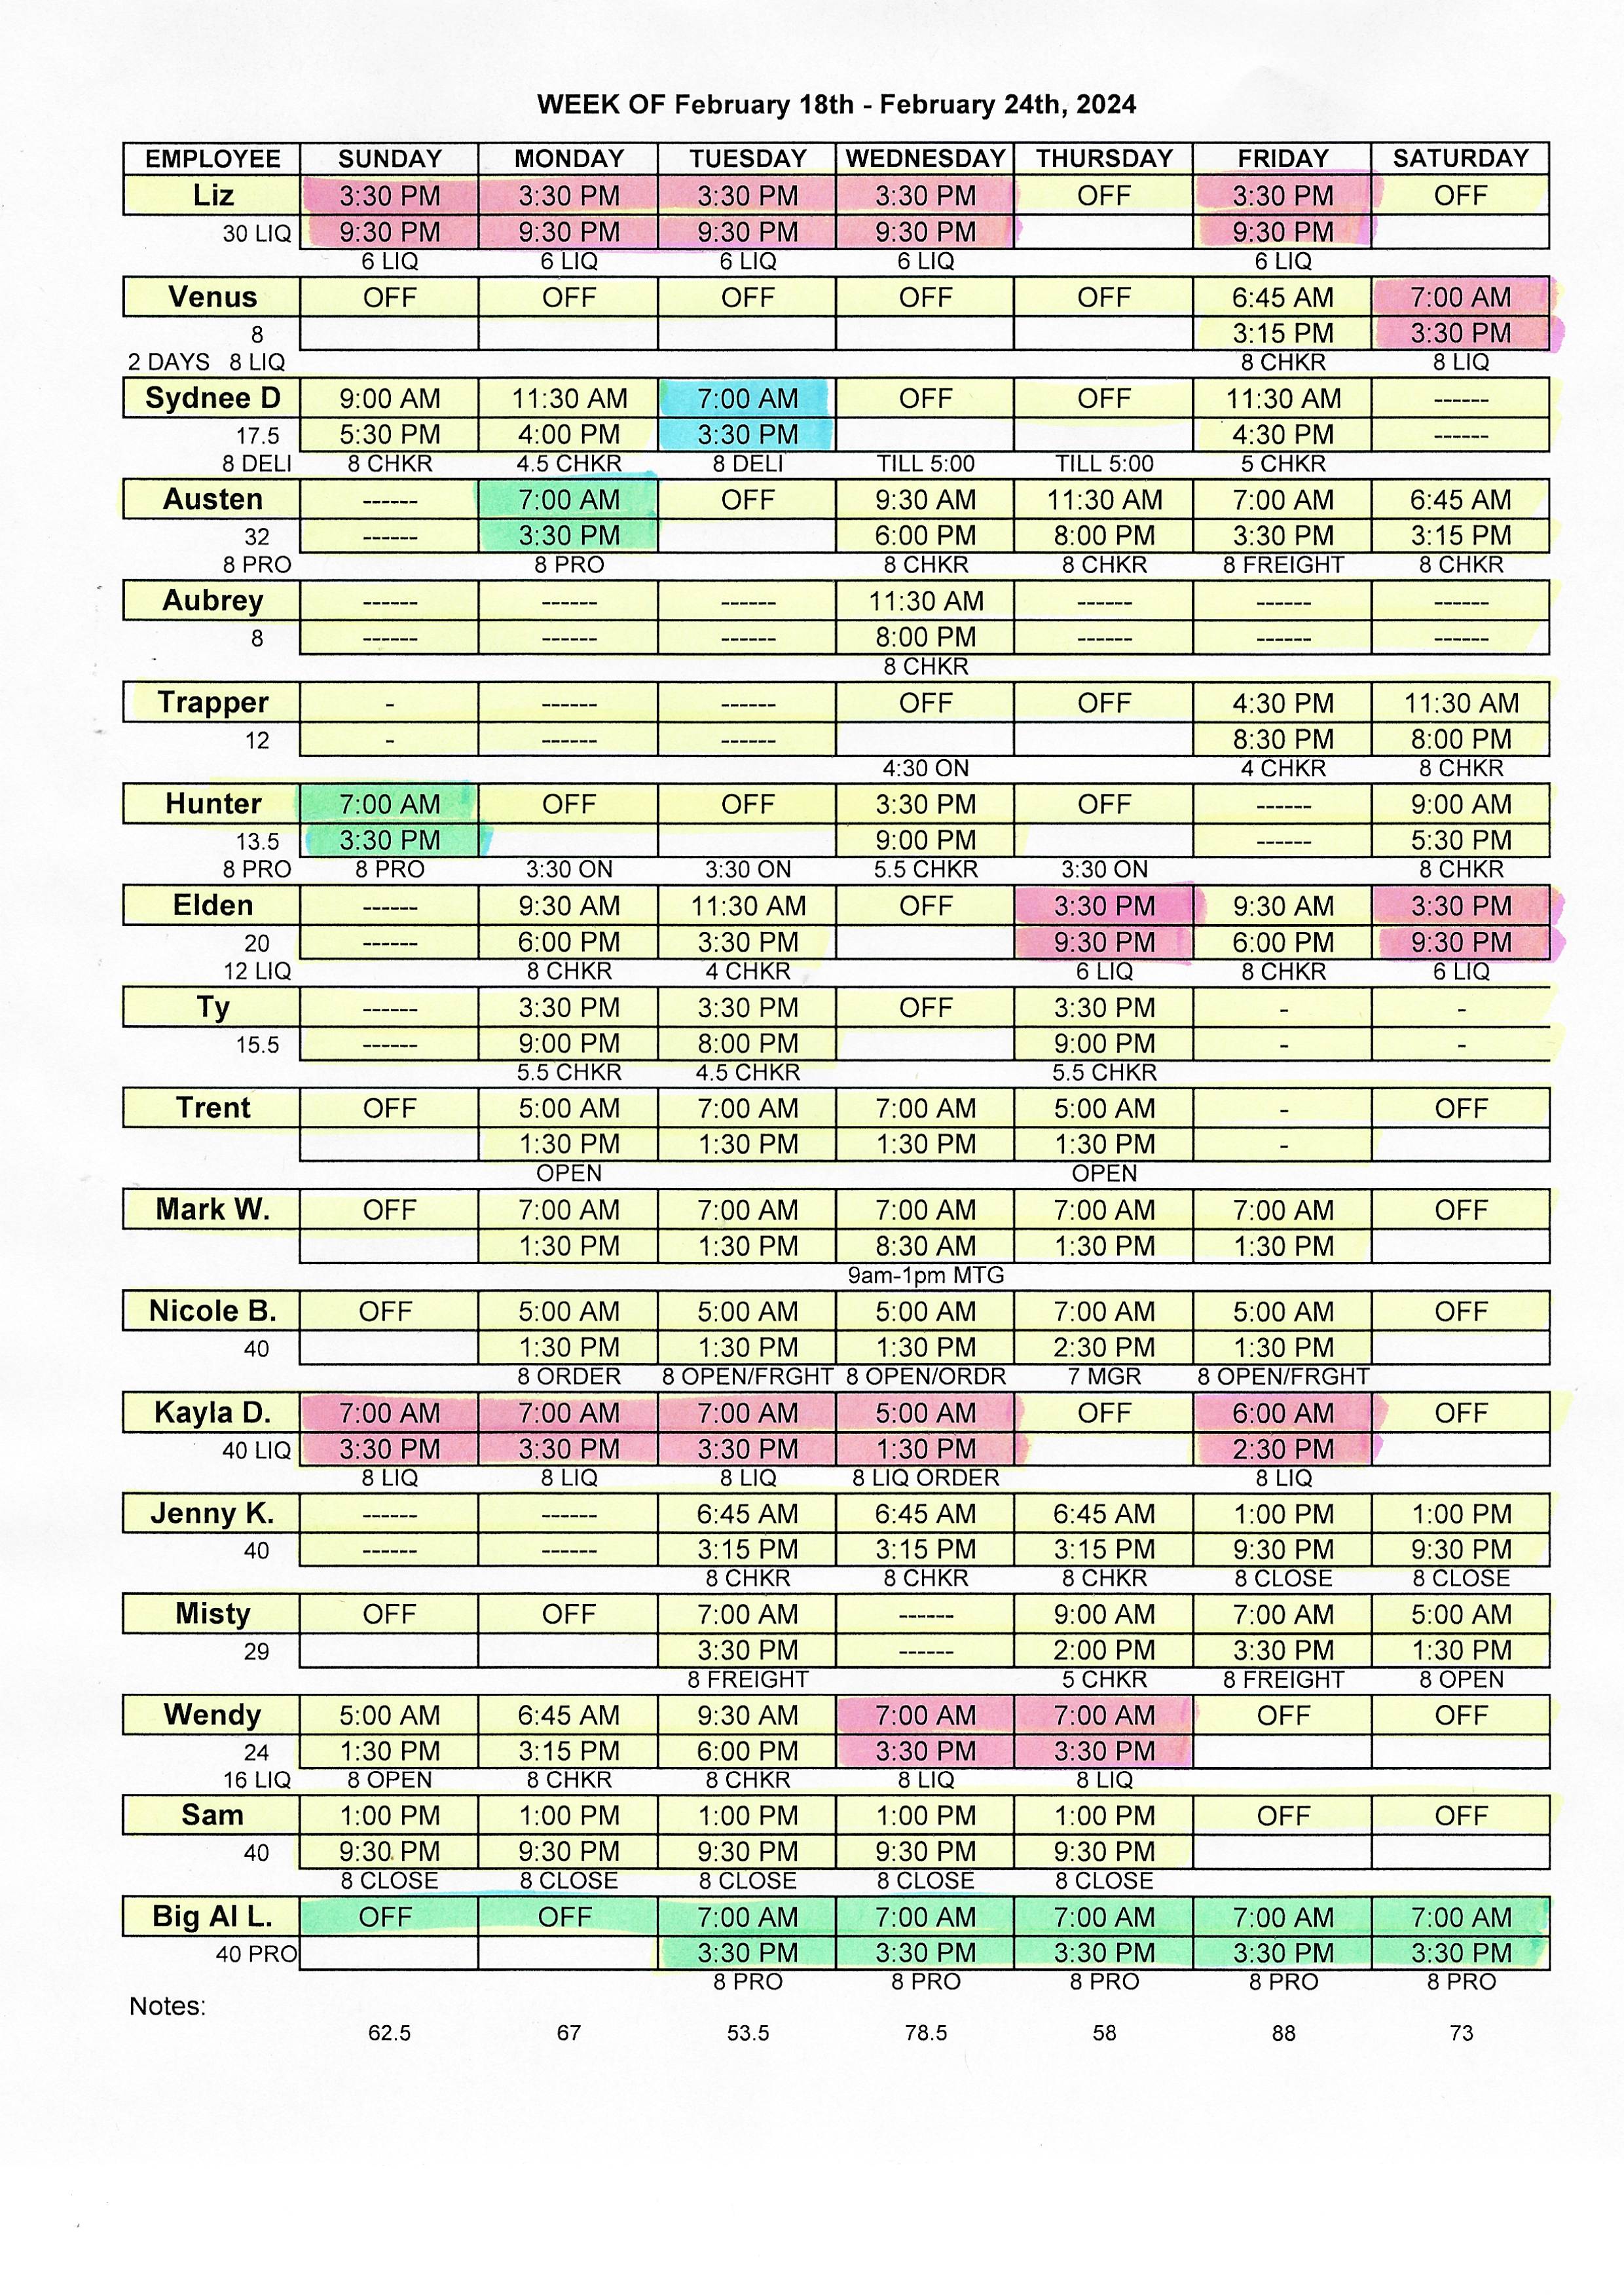 WEEK OF February 18th - February 24th, 2024
EMPLOYEE SUNDAY MONDAY TUESDAY WEDNESDAY THURSDAY FRIDAY SATURDAY
Liz 3:30 PM 3:30 PM 3:30 PM 3:30 PM OFF 3:30 PM OFF
30 LIQ 9:30 PM 9:30 PM 9:30 PM 9:30 PM 9:30 PM
6 LIQ 6 LIQ 6 LIQ 6 LIQ 6 LIQ
Venus OFF OFF OFF OFF OFF 6:45 AM 7:00 AM
8 3:15 PM 3:30 PM
2 DAYS 8 LIQ 8 CHKR 8 LIQ
Sydnee D 9:00 AM 11:30 AM 7:00 AM OFF OFF 11:30 AM ------
17.5 5:30 PM 4:00 PM 3:30 PM 4:30 PM ------
8 DELI 8 CHKR 4.5 CHKR 8 DELI TILL 5:00 TILL 5:00 5 CHKR
Austen ------ 7:00 AM OFF 9:30 AM 11:30 AM 7:00 AM 6:45 AM
32 ------ 3:30 PM 6:00 PM 8:00 PM 3:30 PM 3:15 PM
8 PRO 8 PRO 8 CHKR 8 CHKR 8 FREIGHT 8 CHKR
Aubrey ------ ------ ------ 11:30 AM ------ ------ ------
8 ------ ------ ------ 8:00 PM ------ ------ ------
8 CHKR
Trapper - ------ ------ OFF OFF 4:30 PM 11:30 AM
12 - ------ ------ 8:30 PM 8:00 PM
4:30 ON 4 CHKR 8 CHKR
Hunter 7:00 AM OFF OFF 3:30 PM OFF ------ 9:00 AM
13.5 3:30 PM 9:00 PM ------ 5:30 PM
8 PRO 8 PRO 3:30 ON 3:30 ON 5.5 CHKR 3:30 ON 8 CHKR
Elden ------ 9:30 AM 11:30 AM OFF 3:30 PM 9:30 AM 3:30 PM
20 ------ 6:00 PM 3:30 PM 9:30 PM 6:00 PM 9:30 PM
12 LIQ 8 CHKR 4 CHKR 6 LIQ 8 CHKR 6 LIQ
Ty ------ 3:30 PM 3:30 PM OFF 3:30 PM - -
15.5 ------ 9:00 PM 8:00 PM 9:00 PM - -
5.5 CHKR 4.5 CHKR 5.5 CHKR
Trent OFF 5:00 AM 7:00 AM 7:00 AM 5:00 AM - OFF
1:30 PM 1:30 PM 1:30 PM 1:30 PM -
OPEN OPEN
Mark W. OFF 7:00 AM 7:00 AM 7:00 AM 7:00 AM 7:00 AM OFF
1:30 PM 1:30 PM 8:30 AM 1:30 PM 1:30 PM
9am-1pm MTG
Nicole B. OFF 5:00 AM 5:00 AM 5:00 AM 7:00 AM 5:00 AM OFF
40 1:30 PM 1:30 PM 1:30 PM 2:30 PM 1:30 PM
8 ORDER 8 OPEN/FRGHT 8 OPEN/ORDR 7 MGR 8 OPEN/FRGHT
Kayla D. 7:00 AM 7:00 AM 7:00 AM 5:00 AM OFF 6:00 AM OFF
40 LIQ 3:30 PM 3:30 PM 3:30 PM 1:30 PM 2:30 PM
8 LIQ 8 LIQ 8 LIQ 8 LIQ ORDER 8 LIQ
Jenny K. ------ ------ 6:45 AM 6:45 AM 6:45 AM 1:00 PM 1:00 PM
40 ------ ------ 3:15 PM 3:15 PM 3:15 PM 9:30 PM 9:30 PM
8 CHKR 8 CHKR 8 CHKR 8 CLOSE 8 CLOSE
Misty OFF OFF 7:00 AM ------ 9:00 AM 7:00 AM 5:00 AM
29 3:30 PM ------ 2:00 PM 3:30 PM 1:30 PM
8 FREIGHT 5 CHKR 8 FREIGHT 8 OPEN
Wendy 5:00 AM 6:45 AM 9:30 AM 7:00 AM 7:00 AM OFF OFF
24 1:30 PM 3:15 PM 6:00 PM 3:30 PM 3:30 PM
16 LIQ 8 OPEN 8 CHKR 8 CHKR 8 LIQ 8 LIQ
Sam 1:00 PM 1:00 PM 1:00 PM 1:00 PM 1:00 PM OFF OFF
40 9:30 PM 9:30 PM 9:30 PM 9:30 PM 9:30 PM
8 CLOSE 8 CLOSE 8 CLOSE 8 CLOSE 8 CLOSE
Big Al L. OFF OFF 7:00 AM 7:00 AM 7:00 AM 7:00 AM 7:00 AM
40 PRO 3:30 PM 3:30 PM 3:30 PM 3:30 PM 3:30 PM
8 PRO 8 PRO 8 PRO 8 PRO 8 PRO
Notes:
62.5 67 53.5 78.5 58 88 73